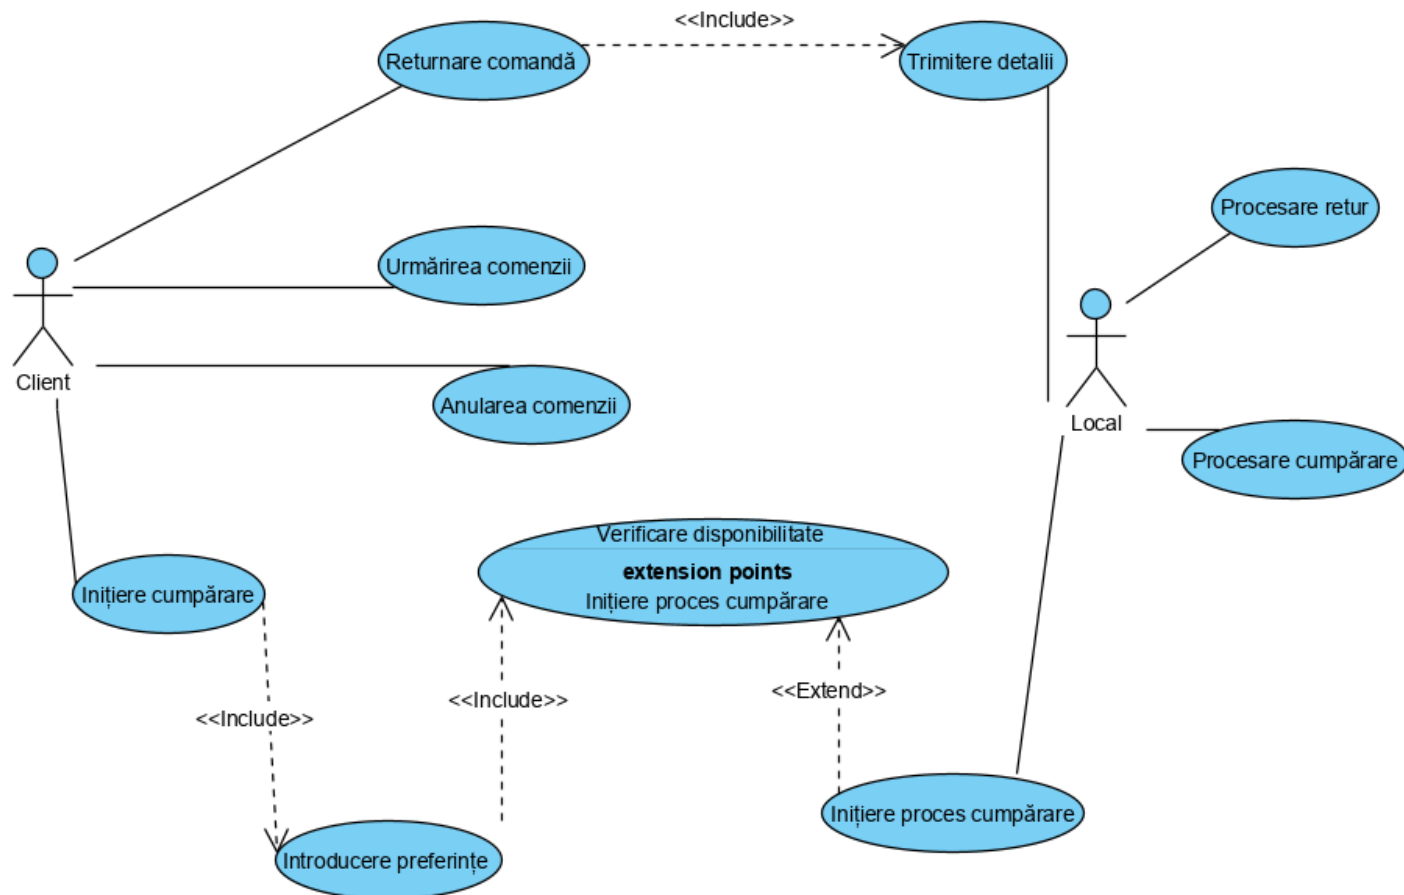 <<Include>>
Returnare comandă
Trimitere detalii
Procesare retur
Urmărirea comenzii
Client
Anularea comenzii
Local
Procesare cumpărare
Verificare disponibilitate
extension points
Inițiere proces cumpărare
Inițiere cumpărare
<<Include>>
<<Include>>
<<Extend>>
Inițiere proces cumpărare
Introducere preferințe